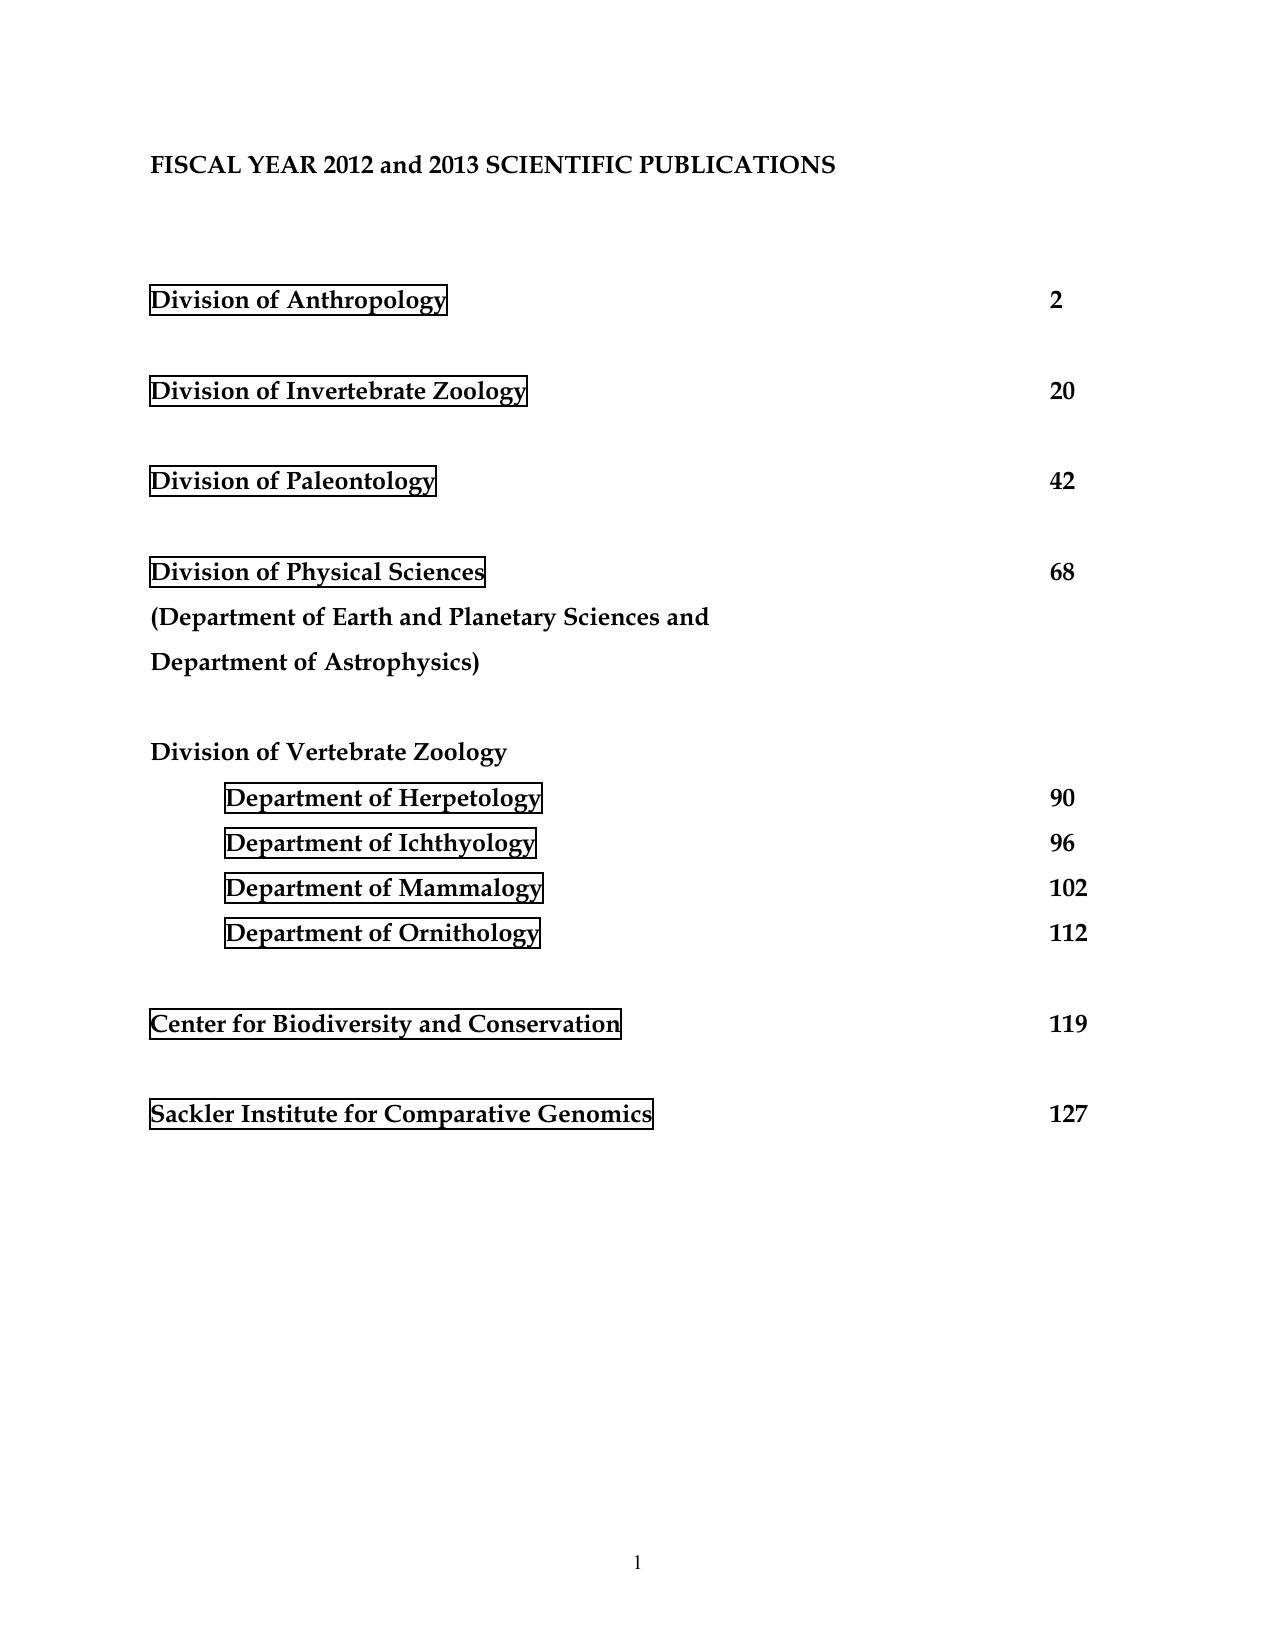 FISCAL YEAR 2012 and 2013 SCIENTIFIC PUBLICATIONS
Division of Anthropology 2
Division of Invertebrate Zoology 20
Division of Paleontology 42
Division of Physical Sciences 68
(Department of Earth and Planetary Sciences and
Department of Astrophysics)
Division of Vertebrate Zoology
Department of Herpetology 90
Department of Ichthyology 96
Department of Mammalogy 102
Department of Ornithology 112
Center for Biodiversity and Conservation 119
Sackler Institute for Comparative Genomics 127
1